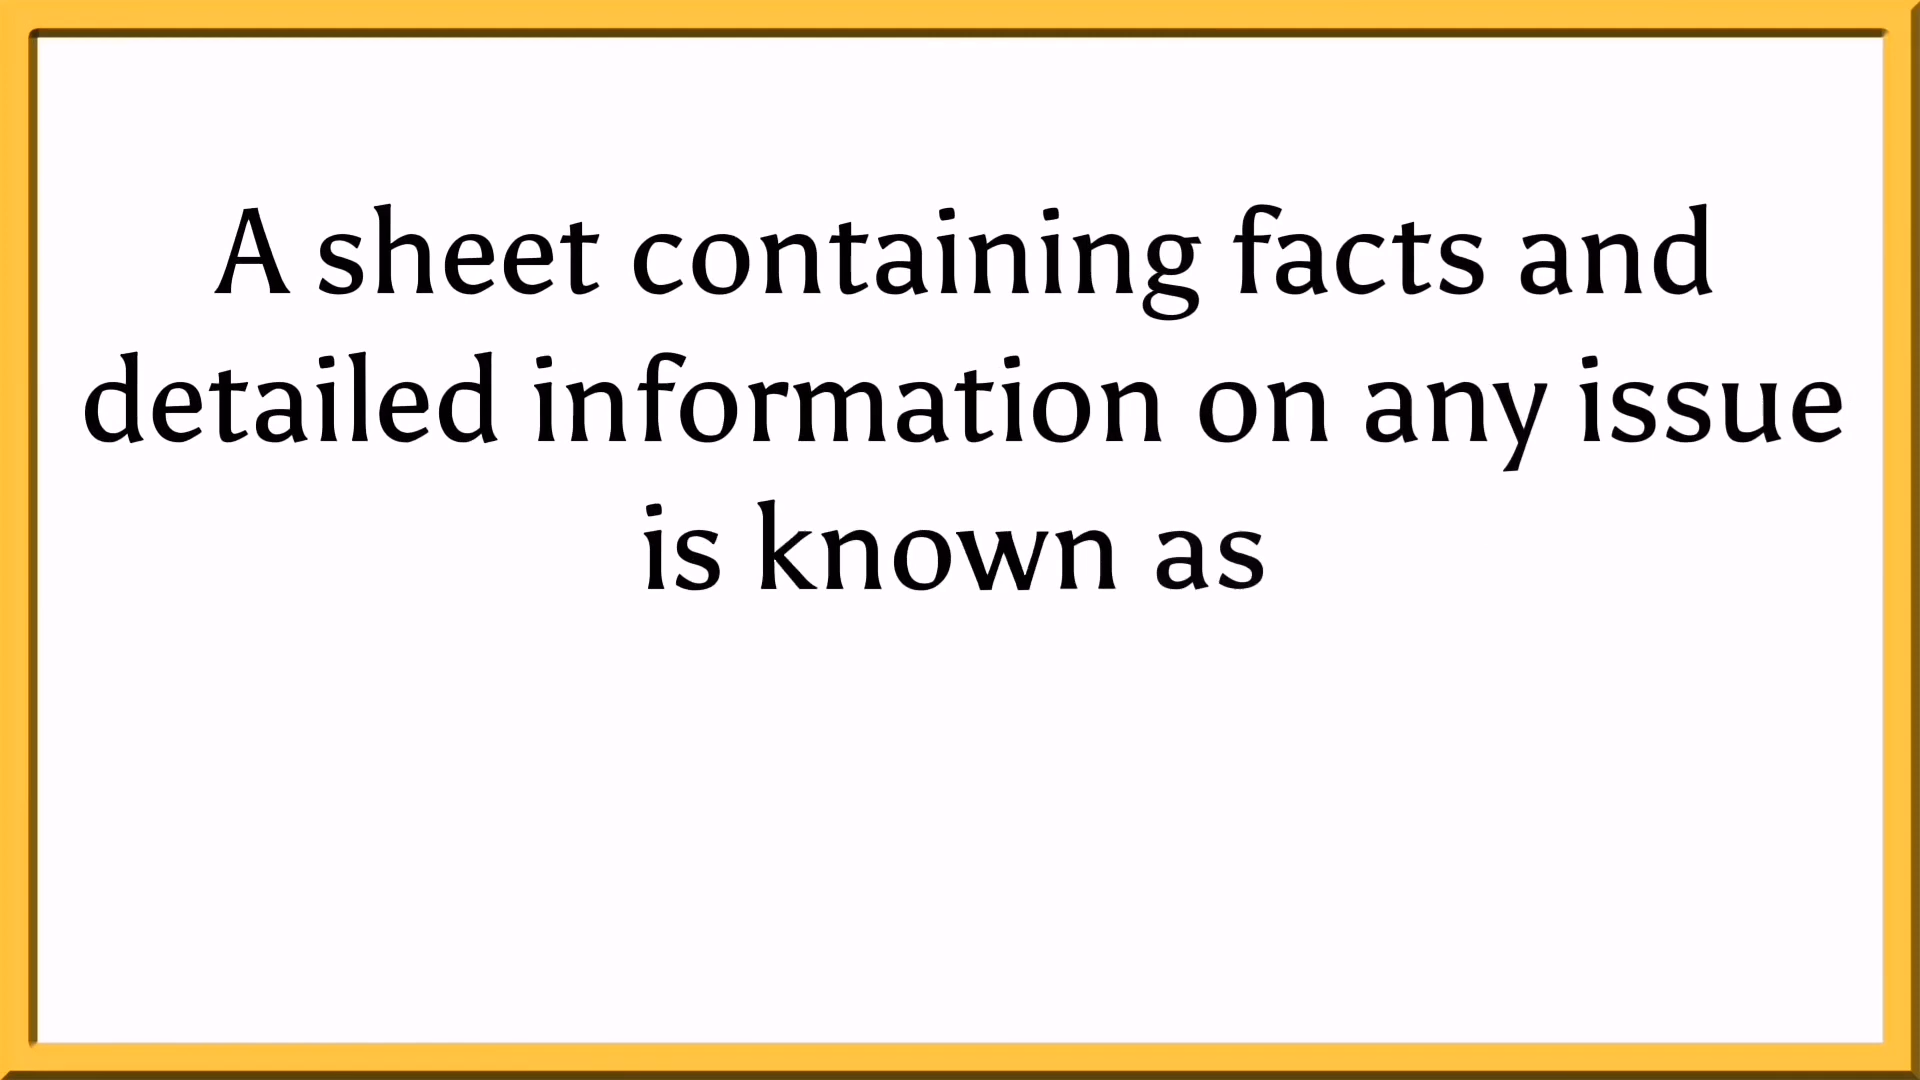 A sheet containing facts and
detailed information on any issue
is known as